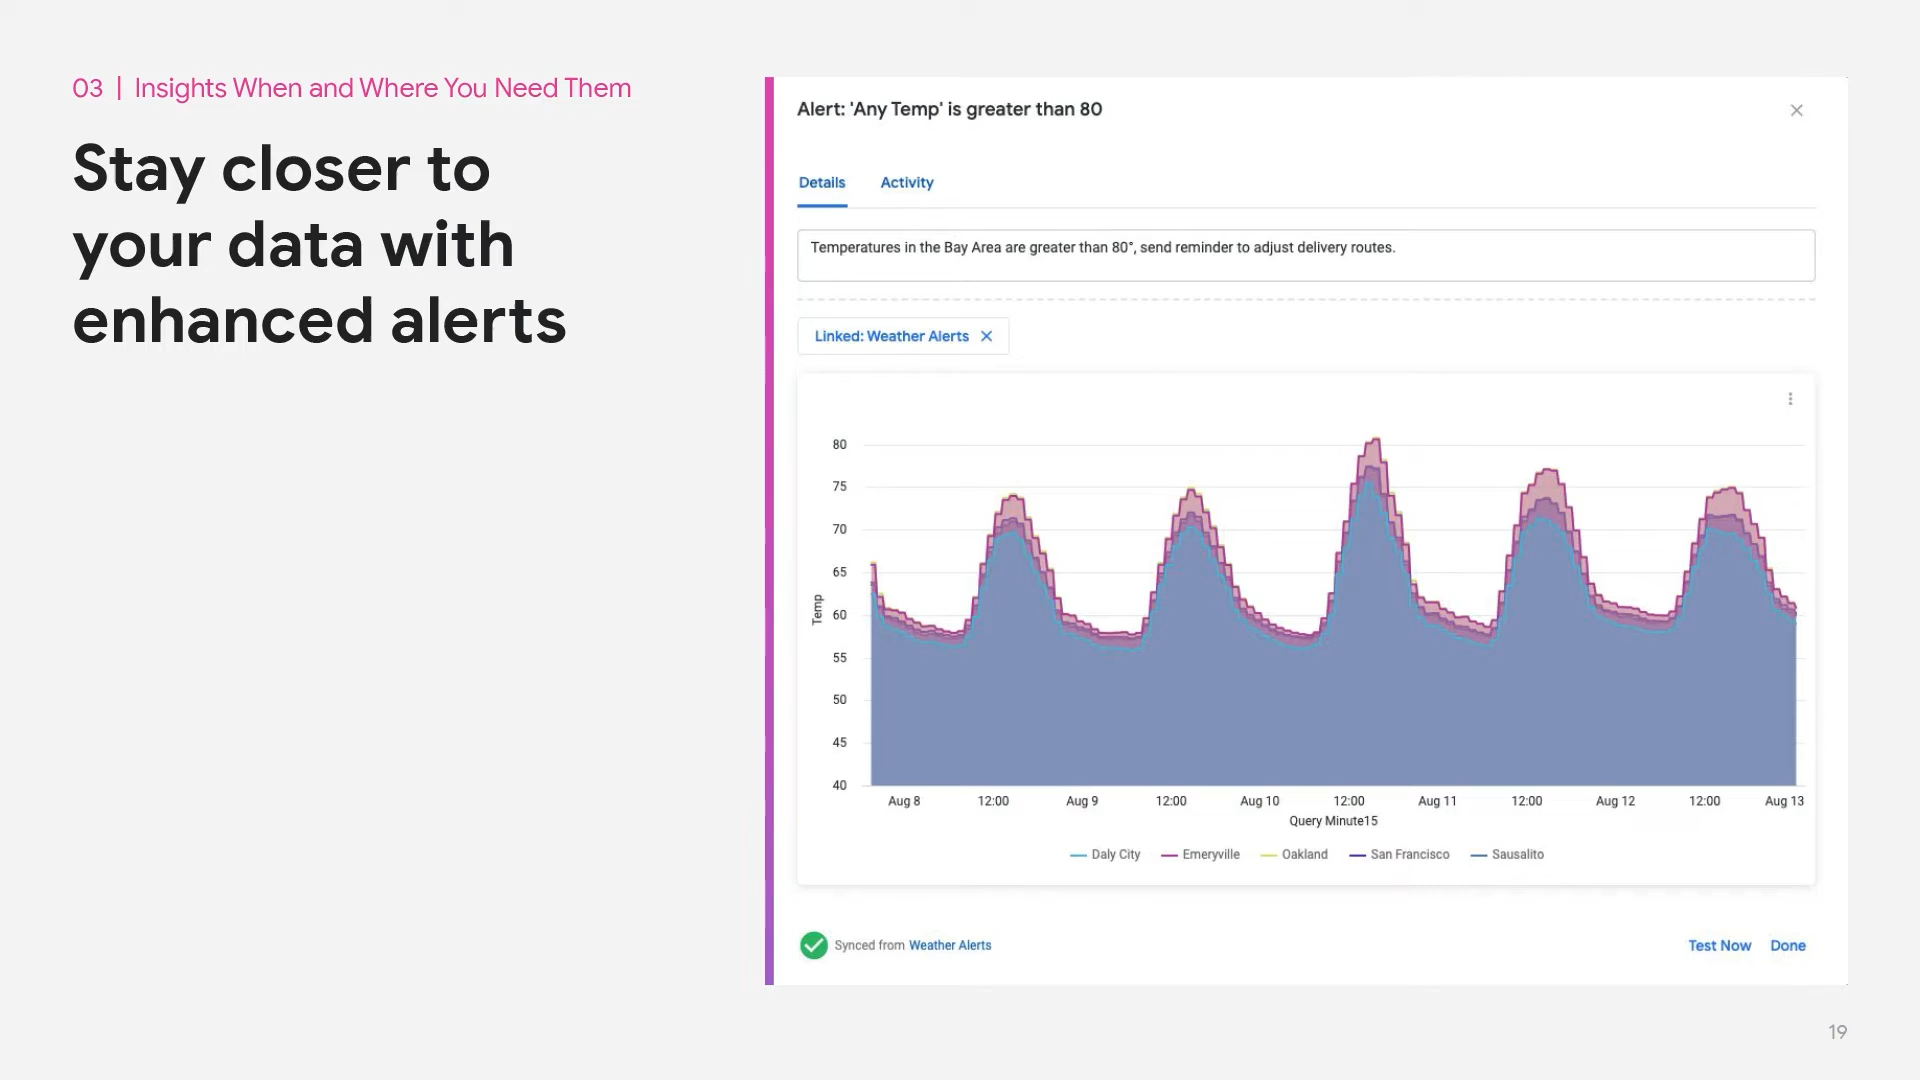 03 | Insights When and Where You Need Them
Stay closer to
your data with
enhanced alerts
Alert: 'Any Temp' is greater than 80
Details Activity
Temperatures in the Bay Area are greater than 80°, send reminder to adjust delivery routes.
Linked: Weather Alerts
80
75
70
65
60
55
50
45
40
Temp
Aug 8 12:00 Aug 9 12:00 Aug 10 12:00 Aug 11 12:00 Aug 12 12:00 Aug 13
Query Minute15
Daly City Emeryville Oakland San Francisco Sausalito
Synced from Weather Alerts
Test Now Done
19